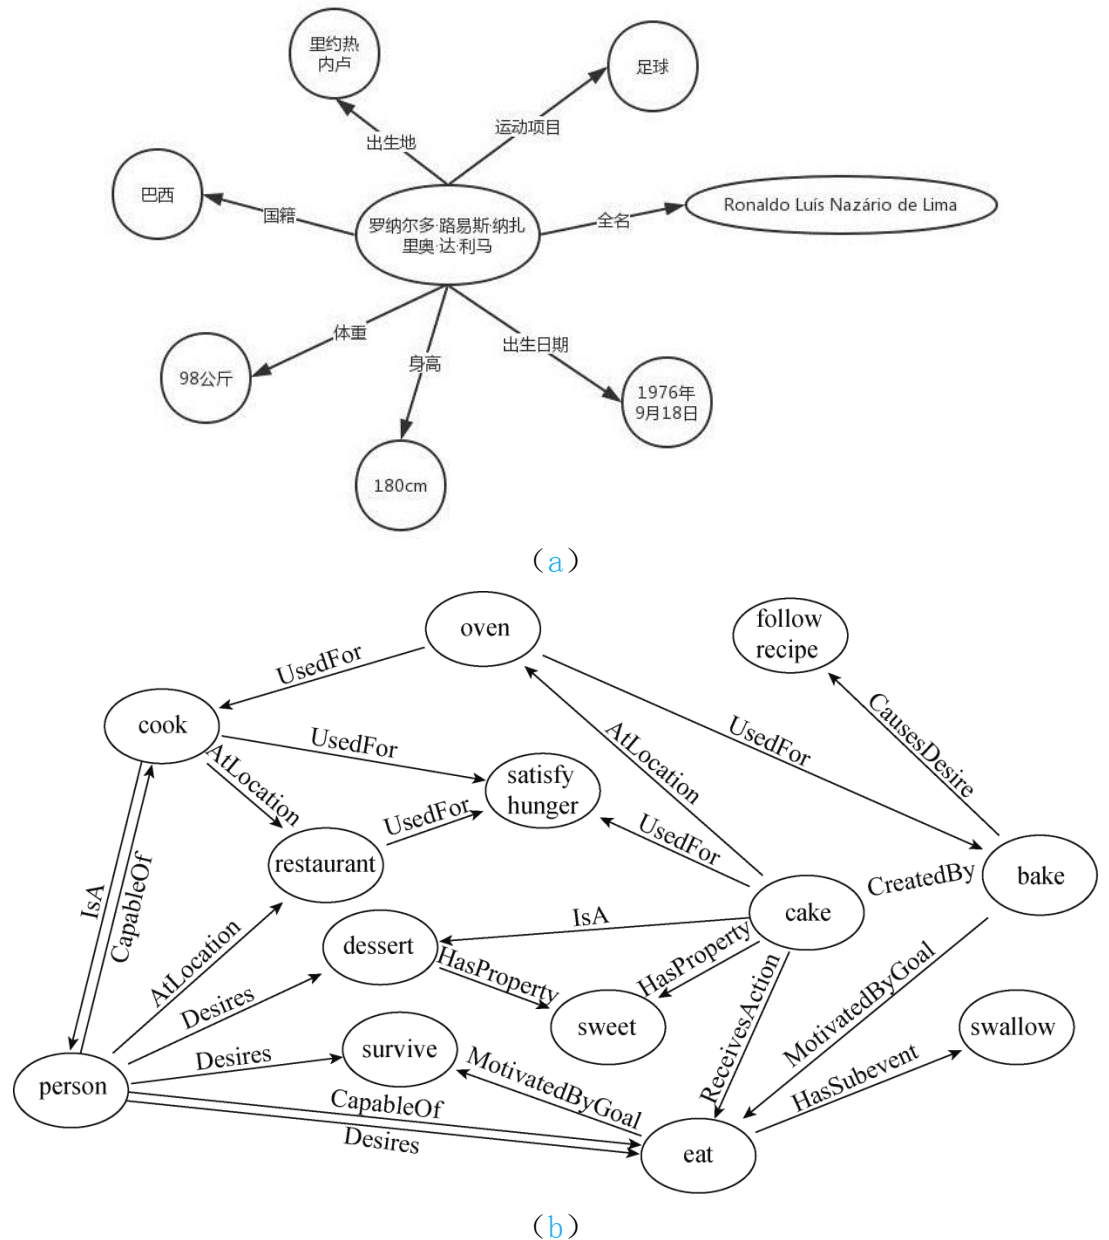 里约热
内卢
足球
出生地
运动项目
巴西
国籍
罗纳尔多·路易斯·纳扎
里奥·达·利马
全名
Ronaldo Luís Nazário de Lima
体重
身高
出生日期
98公斤
1976年
9月18日
180cm
(a)
oven
follow
recipe
UsedFor
cook
UsedFor
AtLocation
AtLocation
UsedFor
CausesDesire
satisfy
hunger
UsedFor
UsedFor
restaurant
IsA
CapableOf
CreatedBy
bake
cake
IsA
dessert
HasProperty
HasProperty
AtLocation
Desires
sweet
ReceivesAction
MotivatedByGoal
swallow
survive
Desires
MotivatedByGoal
HasSubevent
person
CapableOf
Desires
eat
(b)